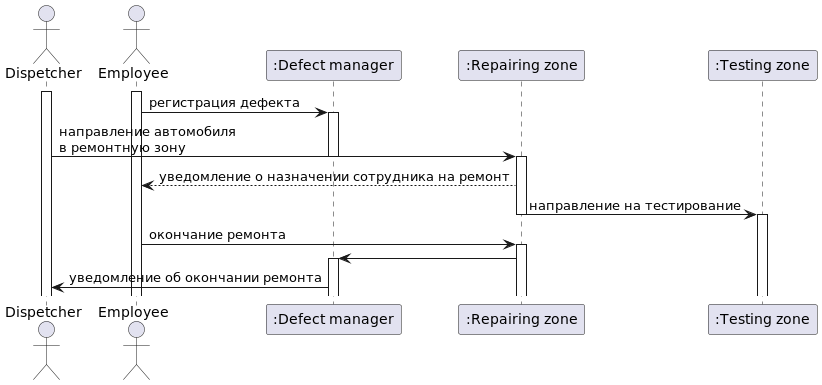 Dispetcher
Employee
:Defect manager
:Repairing zone
:Testing zone
регистрация дефекта
направление автомобиля
в ремонтную зону
уведомление о назначении сотрудника на ремонт
направление на тестирование
окончание ремонта
уведомление об окончании ремонта
Dispetcher
Employee
:Defect manager
:Repairing zone
:Testing zone